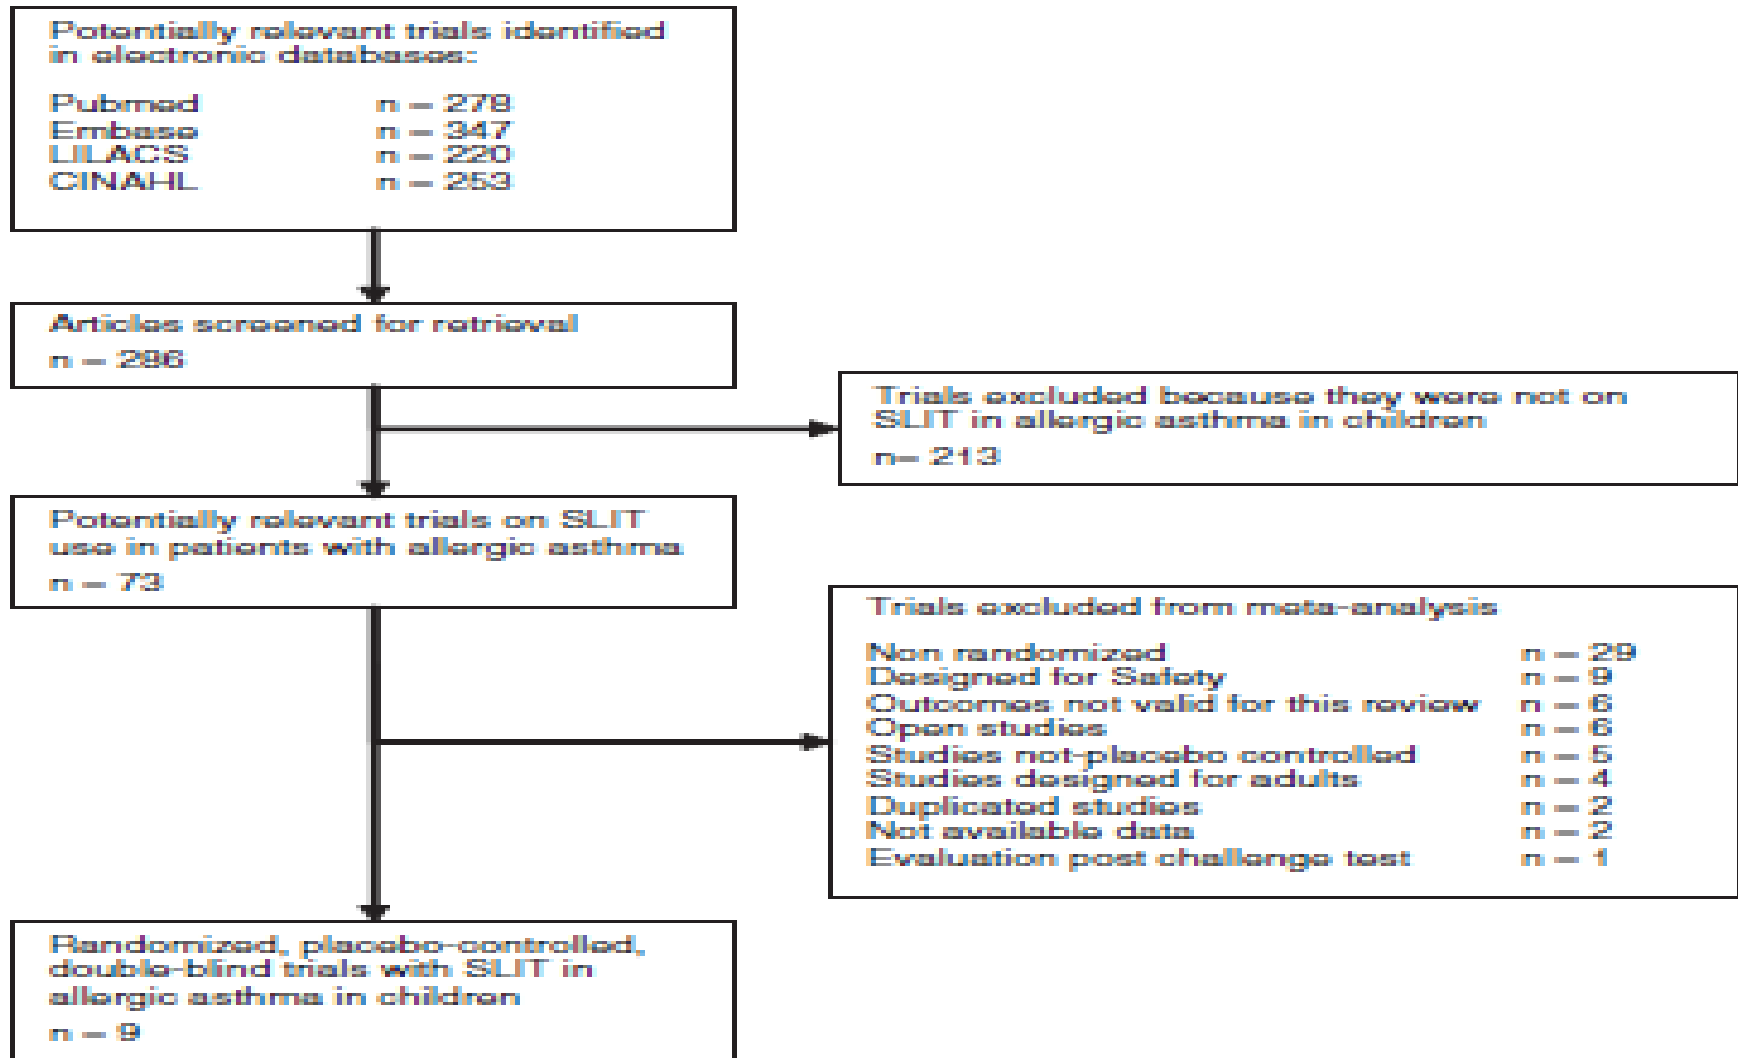 Potentially relevant trials identified
in electronic databases:
Pubmed n = 278
Embase n = 347
LILACS n = 220
CINAHL n = 253
Articles screened for retrieval
n = 286
Trials excluded because they were not on
SLIT in allergic asthma in children
n= 213
Potentially relevant trials on SLIT
use in patients with allergic asthma
n = 73
Trials excluded from meta-analysis
Non randomized n = 29
Designed for Safety n = 9
Outcomes not valid for this review n = 6
Open studies n = 6
Studies not-placebo controlled n = 5
Studies designed for adults n = 4
Duplicated studies n = 2
Not available data n = 2
Evaluation post challenge test n = 1
Randomized, placebo-controlled,
double-blind trials with SLIT in
allergic asthma in children
n = 9